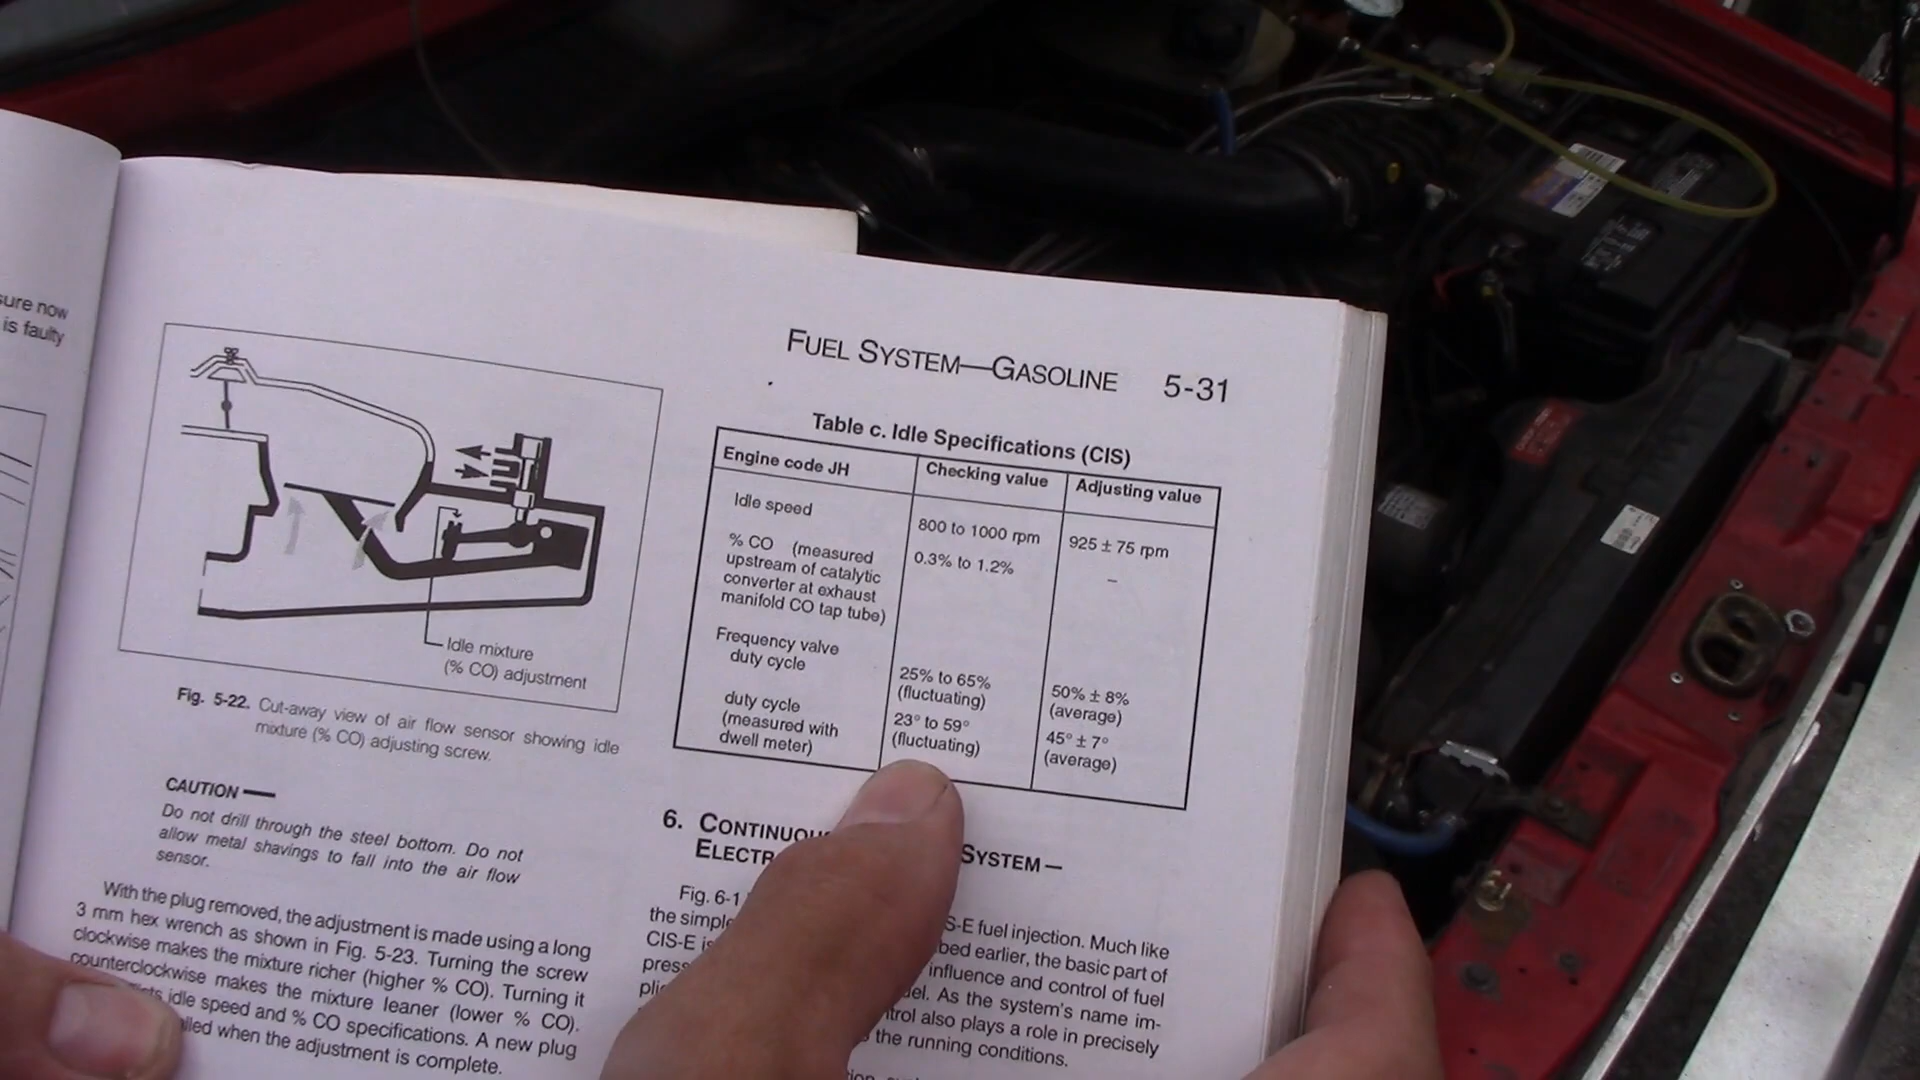 sure now
is faulty
Idle mixture
(% CO) adjustment
Fig. 5-22. Cut-away view of air flow sensor showing idle
mixture (% CO) adjusting screw.
CAUTION —
Do not drill through the steel bottom. Do not
allow metal shavings to fall into the air flow
sensor.
With the plug removed, the adjustment is made using a long
3 mm hex wrench as shown in Fig. 5-23. Turning the screw
clockwise makes the mixture richer (higher % CO). Turning it
counterclockwise makes the mixture leaner (lower % CO).
idle speed and % CO specifications. A new plug
when the adjustment is complete.
FUEL SYSTEM—GASOLINE 5-31
Table c. Idle Specifications (CIS)
Engine code JH Checking value Adjusting value
Idle speed 800 to 1000 rpm 925 ± 75 rpm
% CO (measured 0.3% to 1.2% –
upstream of catalytic
converter at exhaust
manifold CO tap tube)
Frequency valve
duty cycle 25% to 65% 50% ± 8%
(fluctuating) (average)
duty cycle 23° to 59° 45° ± 7°
(measured with (fluctuating) (average)
dwell meter)
6. CONTINUOU
ELECTR SYSTEM —
Fig. 6-1 S-E fuel injection. Much like
the simple bed earlier, the basic part of
CIS-E is influence and control of fuel
press uel. As the system's name im-
pli trol also plays a role in precisely
the running conditions.